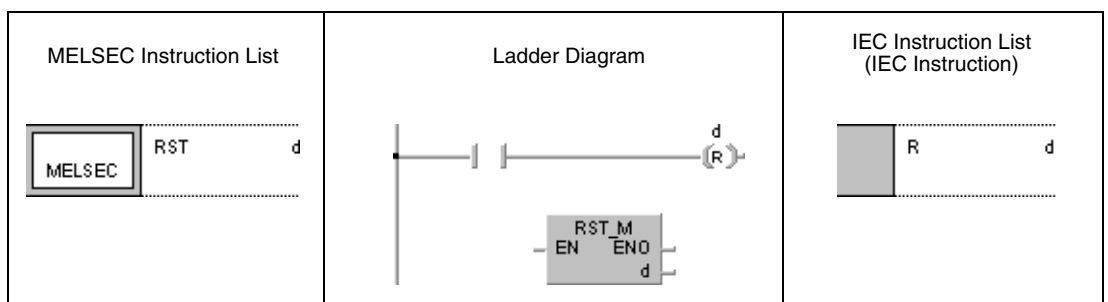 MELSEC Instruction List
Ladder Diagram
IEC Instruction List
(IEC Instruction)
MELSEC
RST d
d
R
RST_M
EN ENO
d
R d